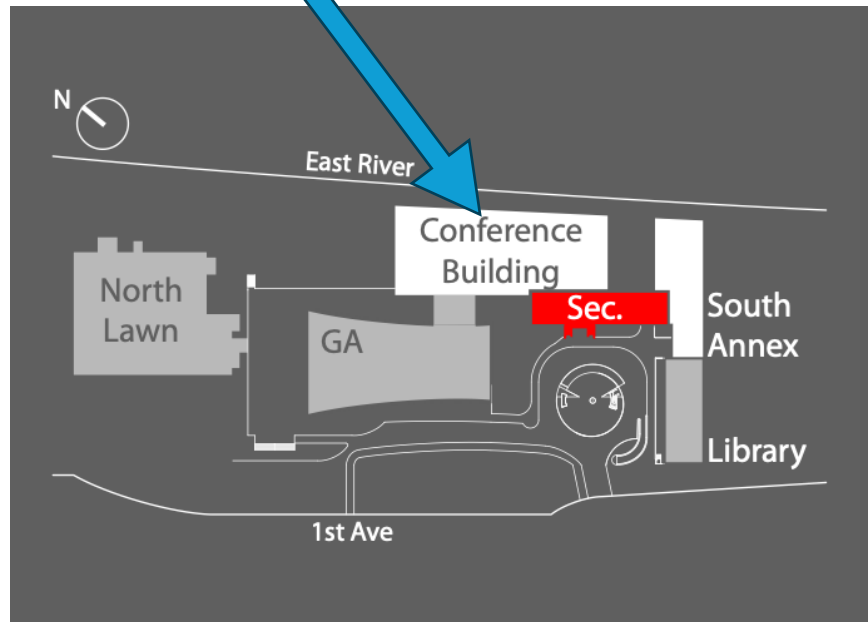 N
East River
Conference
Building
North
Lawn
GA
Sec.
South
Annex
Library
1st Ave